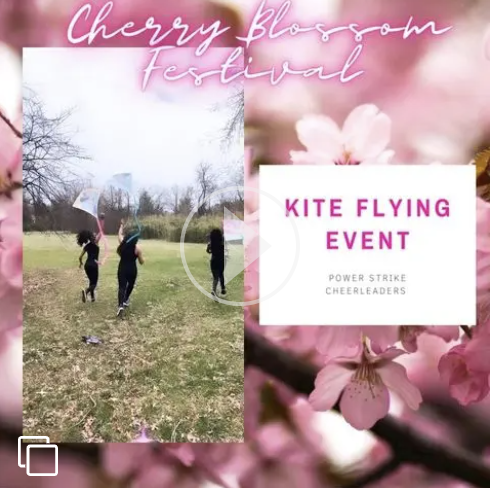 Cherry Blossom
Festival
KITE FLYING
EVENT
POWER STRIKE
CHEERLEADERS